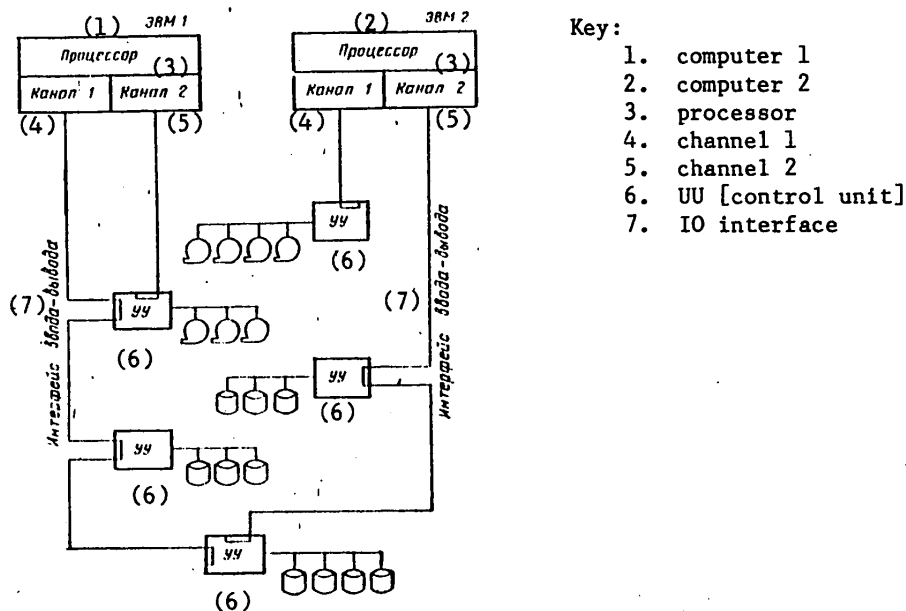 (1) ЭВМ 1
Процессор
(3)
Канал 1 Канал 2
(4) (5)
(2) ЭВМ 2
Процессор
(3)
Канал 1 Канал 2
(4) (5)
УУ
(6)
(7)
Интерфейс ввода-вывода
УУ
(6)
(7)
Интерфейс ввода-вывода
УУ
(6)
УУ
(6)
УУ
(6)
Key:
1. computer 1
2. computer 2
3. processor
4. channel 1
5. channel 2
6. UU [control unit]
7. IO interface